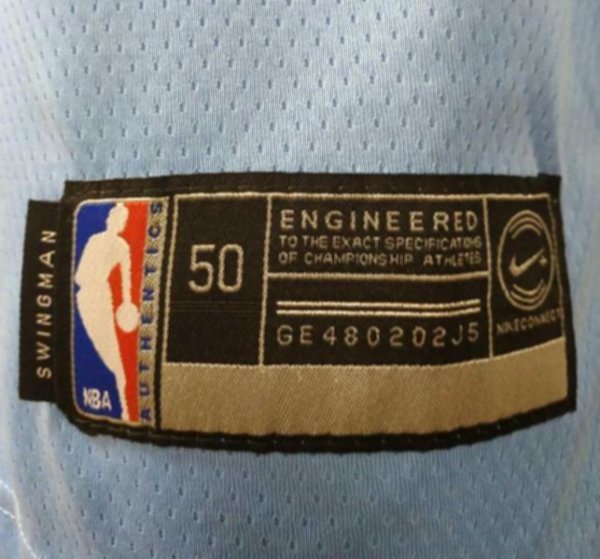 SWINGMAN
NBA
AUTHENTICS
50
ENGINEERED
TO THE EXACT SPECIFICATIONS
OF CHAMPIONSHIP ATHLETES
GE480202J5
NIKECONNECT